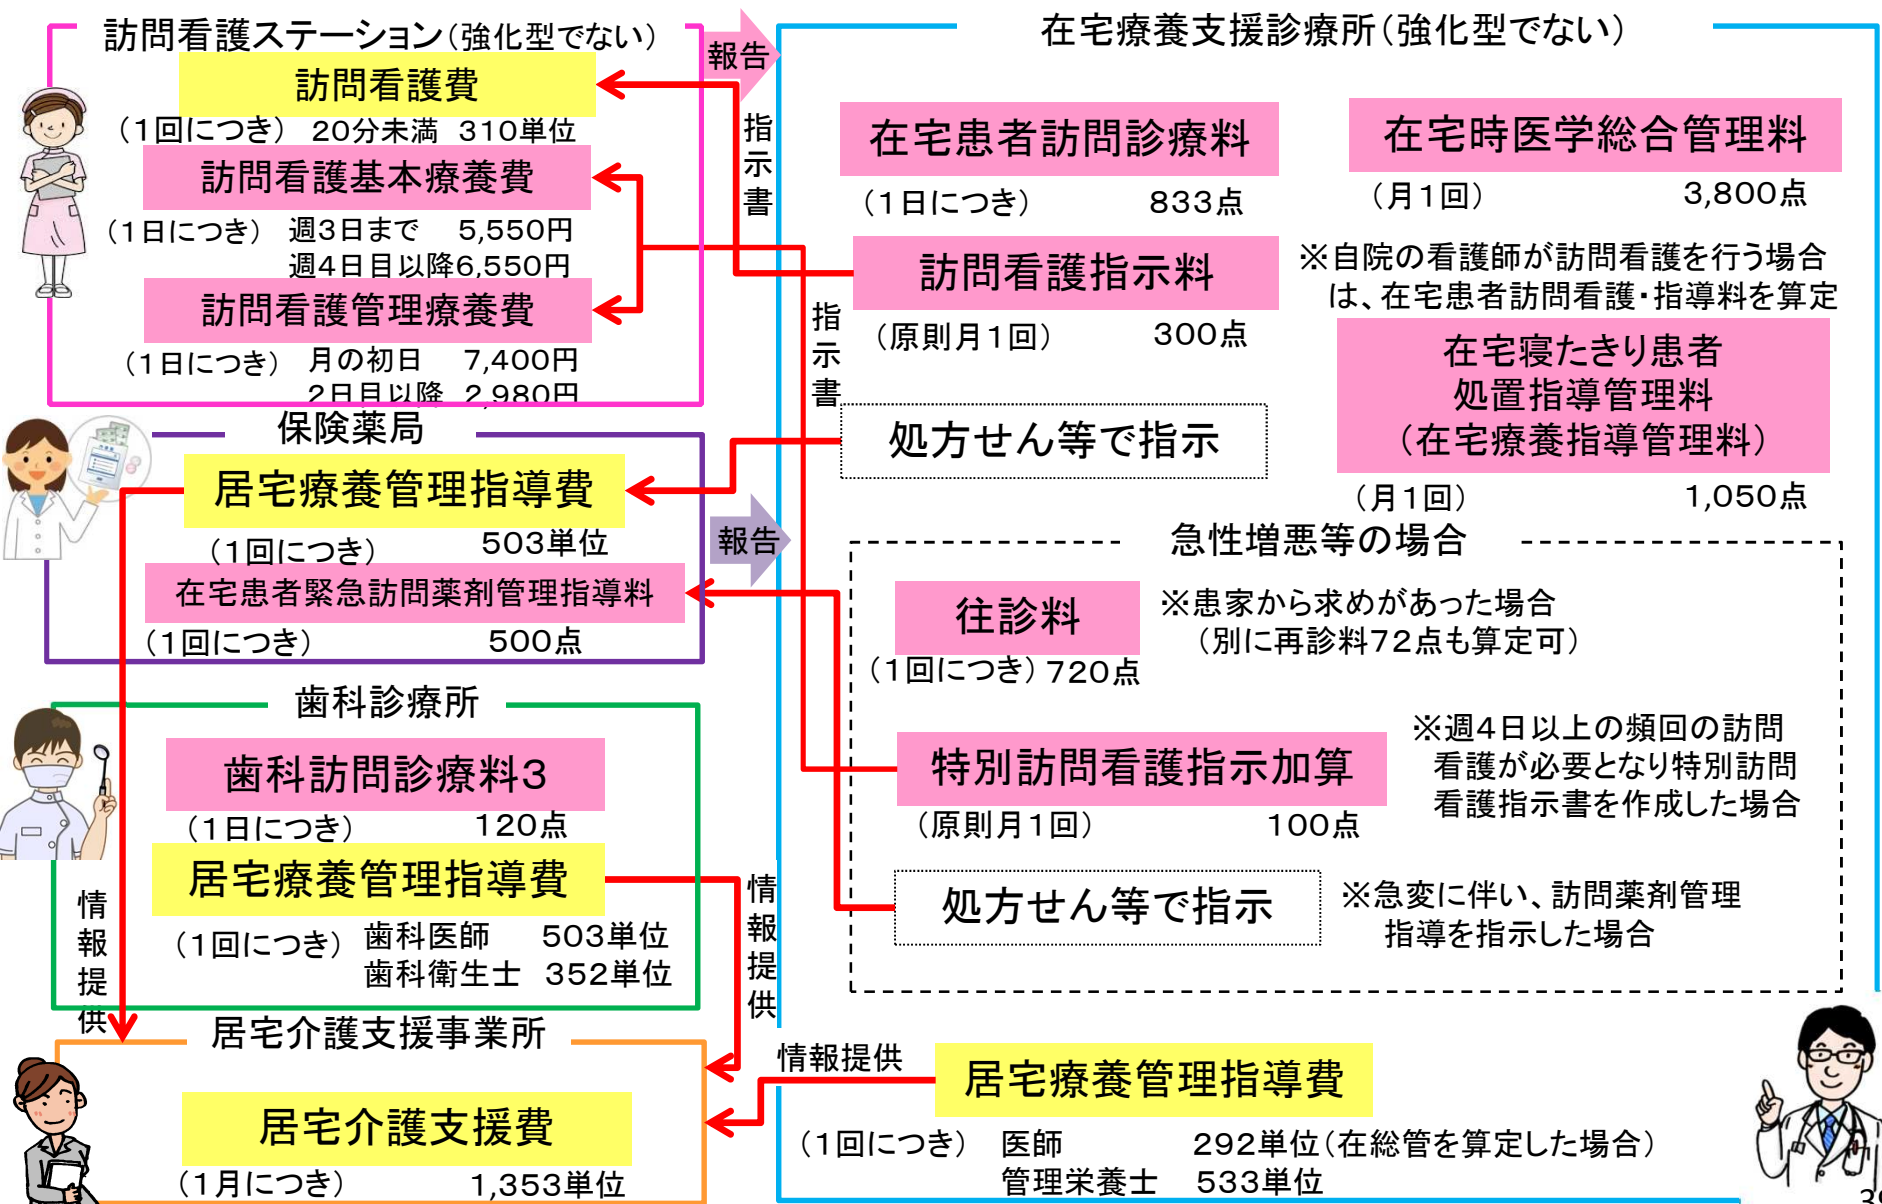 訪問看護ステーション(強化型でない)
訪問看護費
(1回につき) 20分未満 310単位
訪問看護基本療養費
(1日につき) 週3日まで 5,550円
週4日目以降6,550円
訪問看護管理療養費
(1日につき) 月の初日 7,400円
2日目以降 2,980円
報告
指示書
指示書
保険薬局
居宅療養管理指導費
(1回につき) 503単位
在宅患者緊急訪問薬剤管理指導料
(1回につき) 500点
報告
歯科診療所
歯科訪問診療料3
(1日につき) 120点
居宅療養管理指導費
(1回につき) 歯科医師 503単位
歯科衛生士 352単位
情報提供
情報提供
居宅介護支援事業所
居宅介護支援費
(1月につき) 1,353単位
在宅療養支援診療所(強化型でない)
在宅患者訪問診療料
(1日につき) 833点
在宅時医学総合管理料
(月1回) 3,800点
訪問看護指示料
(原則月1回) 300点
※自院の看護師が訪問看護を行う場合
は、在宅患者訪問看護・指導料を算定
処方せん等で指示
在宅寝たきり患者
処置指導管理料
(在宅療養指導管理料)
(月1回) 1,050点
急性増悪等の場合
往診料
(1回につき) 720点
※患家から求めがあった場合
(別に再診料72点も算定可)
特別訪問看護指示加算
(原則月1回) 100点
※週4日以上の頻回の訪問
看護が必要となり特別訪問
看護指示書を作成した場合
処方せん等で指示
※急変に伴い、訪問薬剤管理
指導を指示した場合
情報提供
居宅療養管理指導費
(1回につき) 医師 292単位(在総管を算定した場合)
管理栄養士 533単位
39